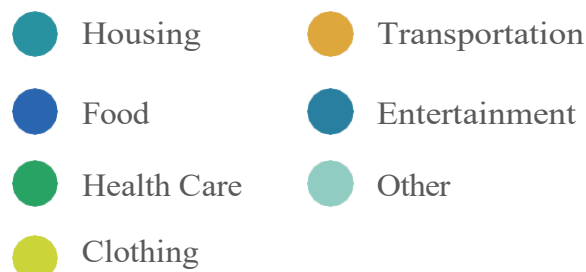 Housing
Transportation
Food
Entertainment
Health Care
Other
Clothing